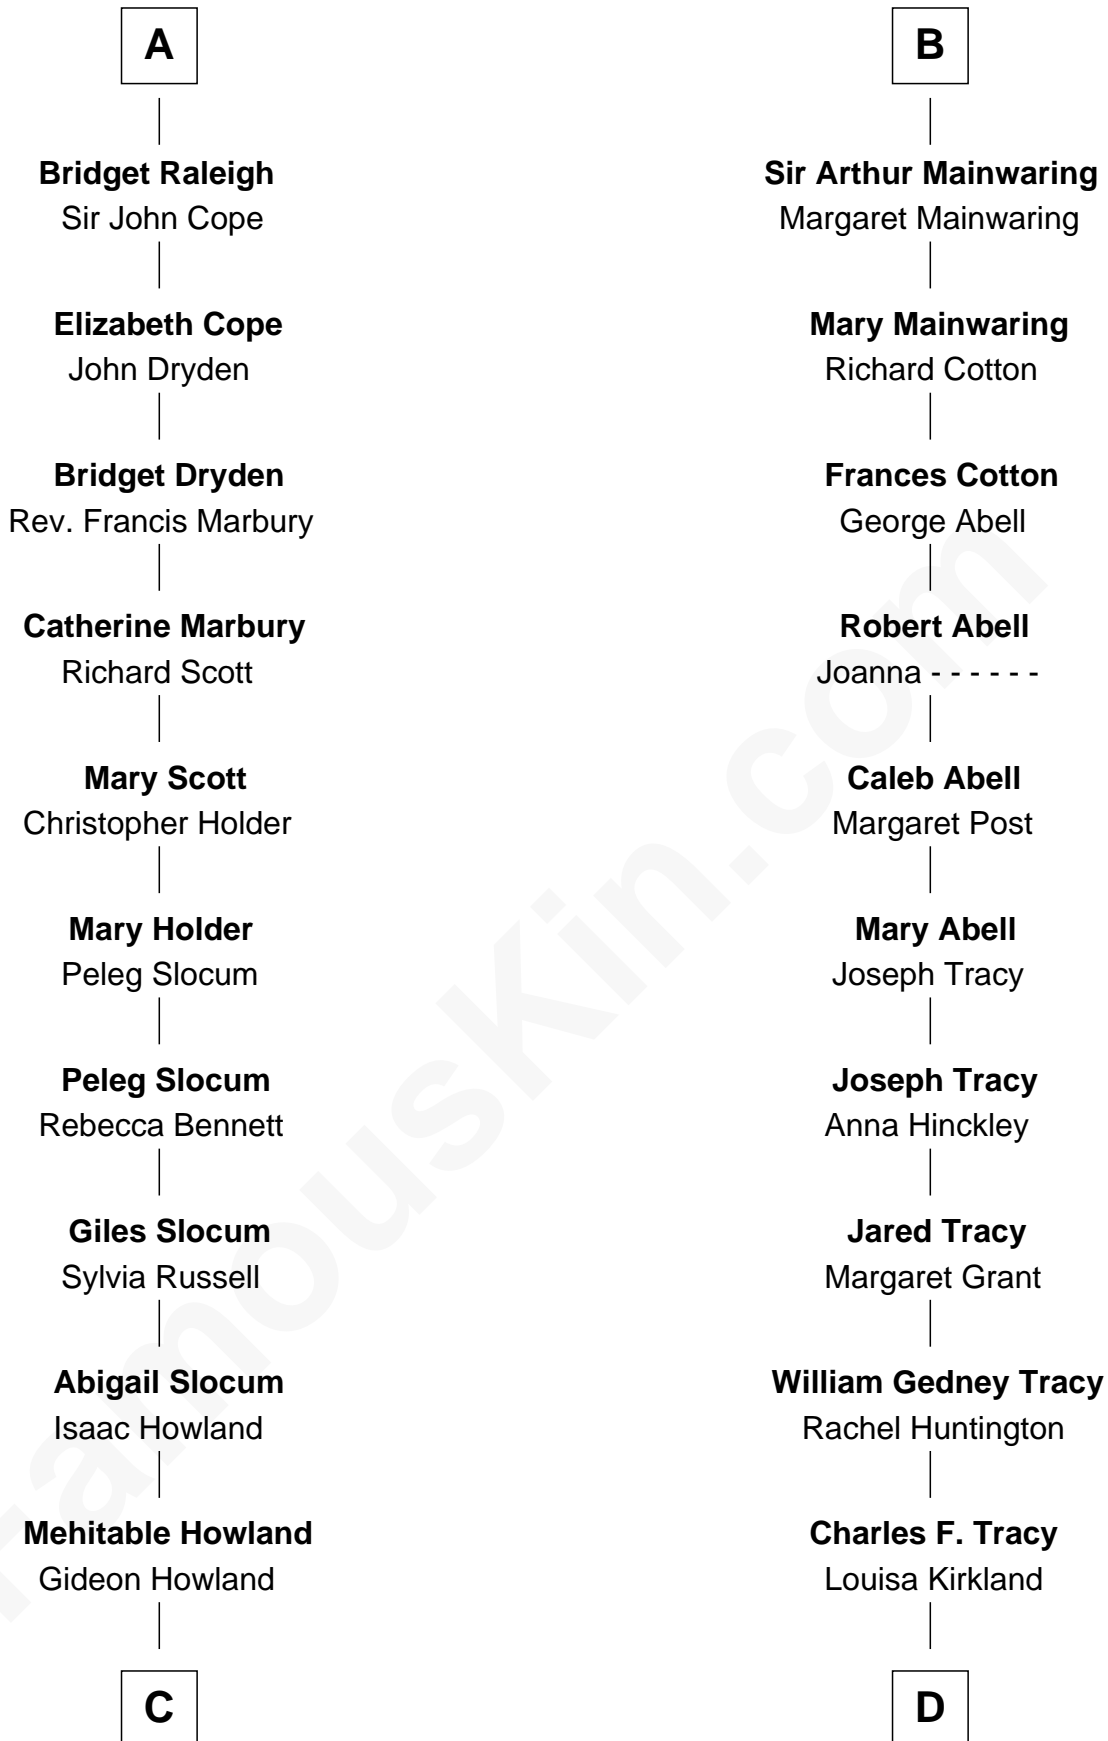 A
Bridget Raleigh
Sir John Cope
Elizabeth Cope
John Dryden
Bridget Dryden
Rev. Francis Marbury
Catherine Marbury
Richard Scott
Mary Scott
Christopher Holder
Mary Holder
Peleg Slocum
Peleg Slocum
Rebecca Bennett
Giles Slocum
Sylvia Russell
Abigail Slocum
Isaac Howland
Mehitable Howland
Gideon Howland
C
B
Sir Arthur Mainwaring
Margaret Mainwaring
Mary Mainwaring
Richard Cotton
Frances Cotton
George Abell
Robert Abell
Joanna - - - - - -
Caleb Abell
Margaret Post
Mary Abell
Joseph Tracy
Joseph Tracy
Anna Hinckley
Jared Tracy
Margaret Grant
William Gedney Tracy
Rachel Huntington
Charles F. Tracy
Louisa Kirkland
D
FamousKin.com